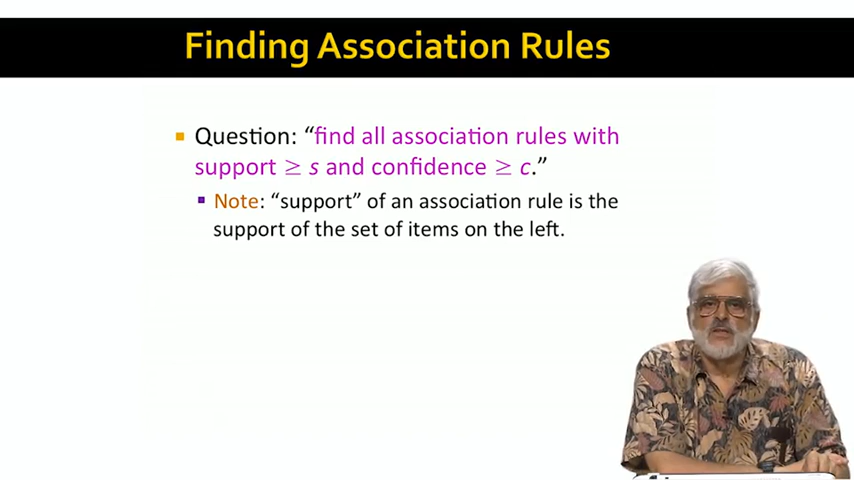 Finding Association Rules
Question: “find all association rules with
support ≥ s and confidence ≥ c.”
Note: “support” of an association rule is the
support of the set of items on the left.